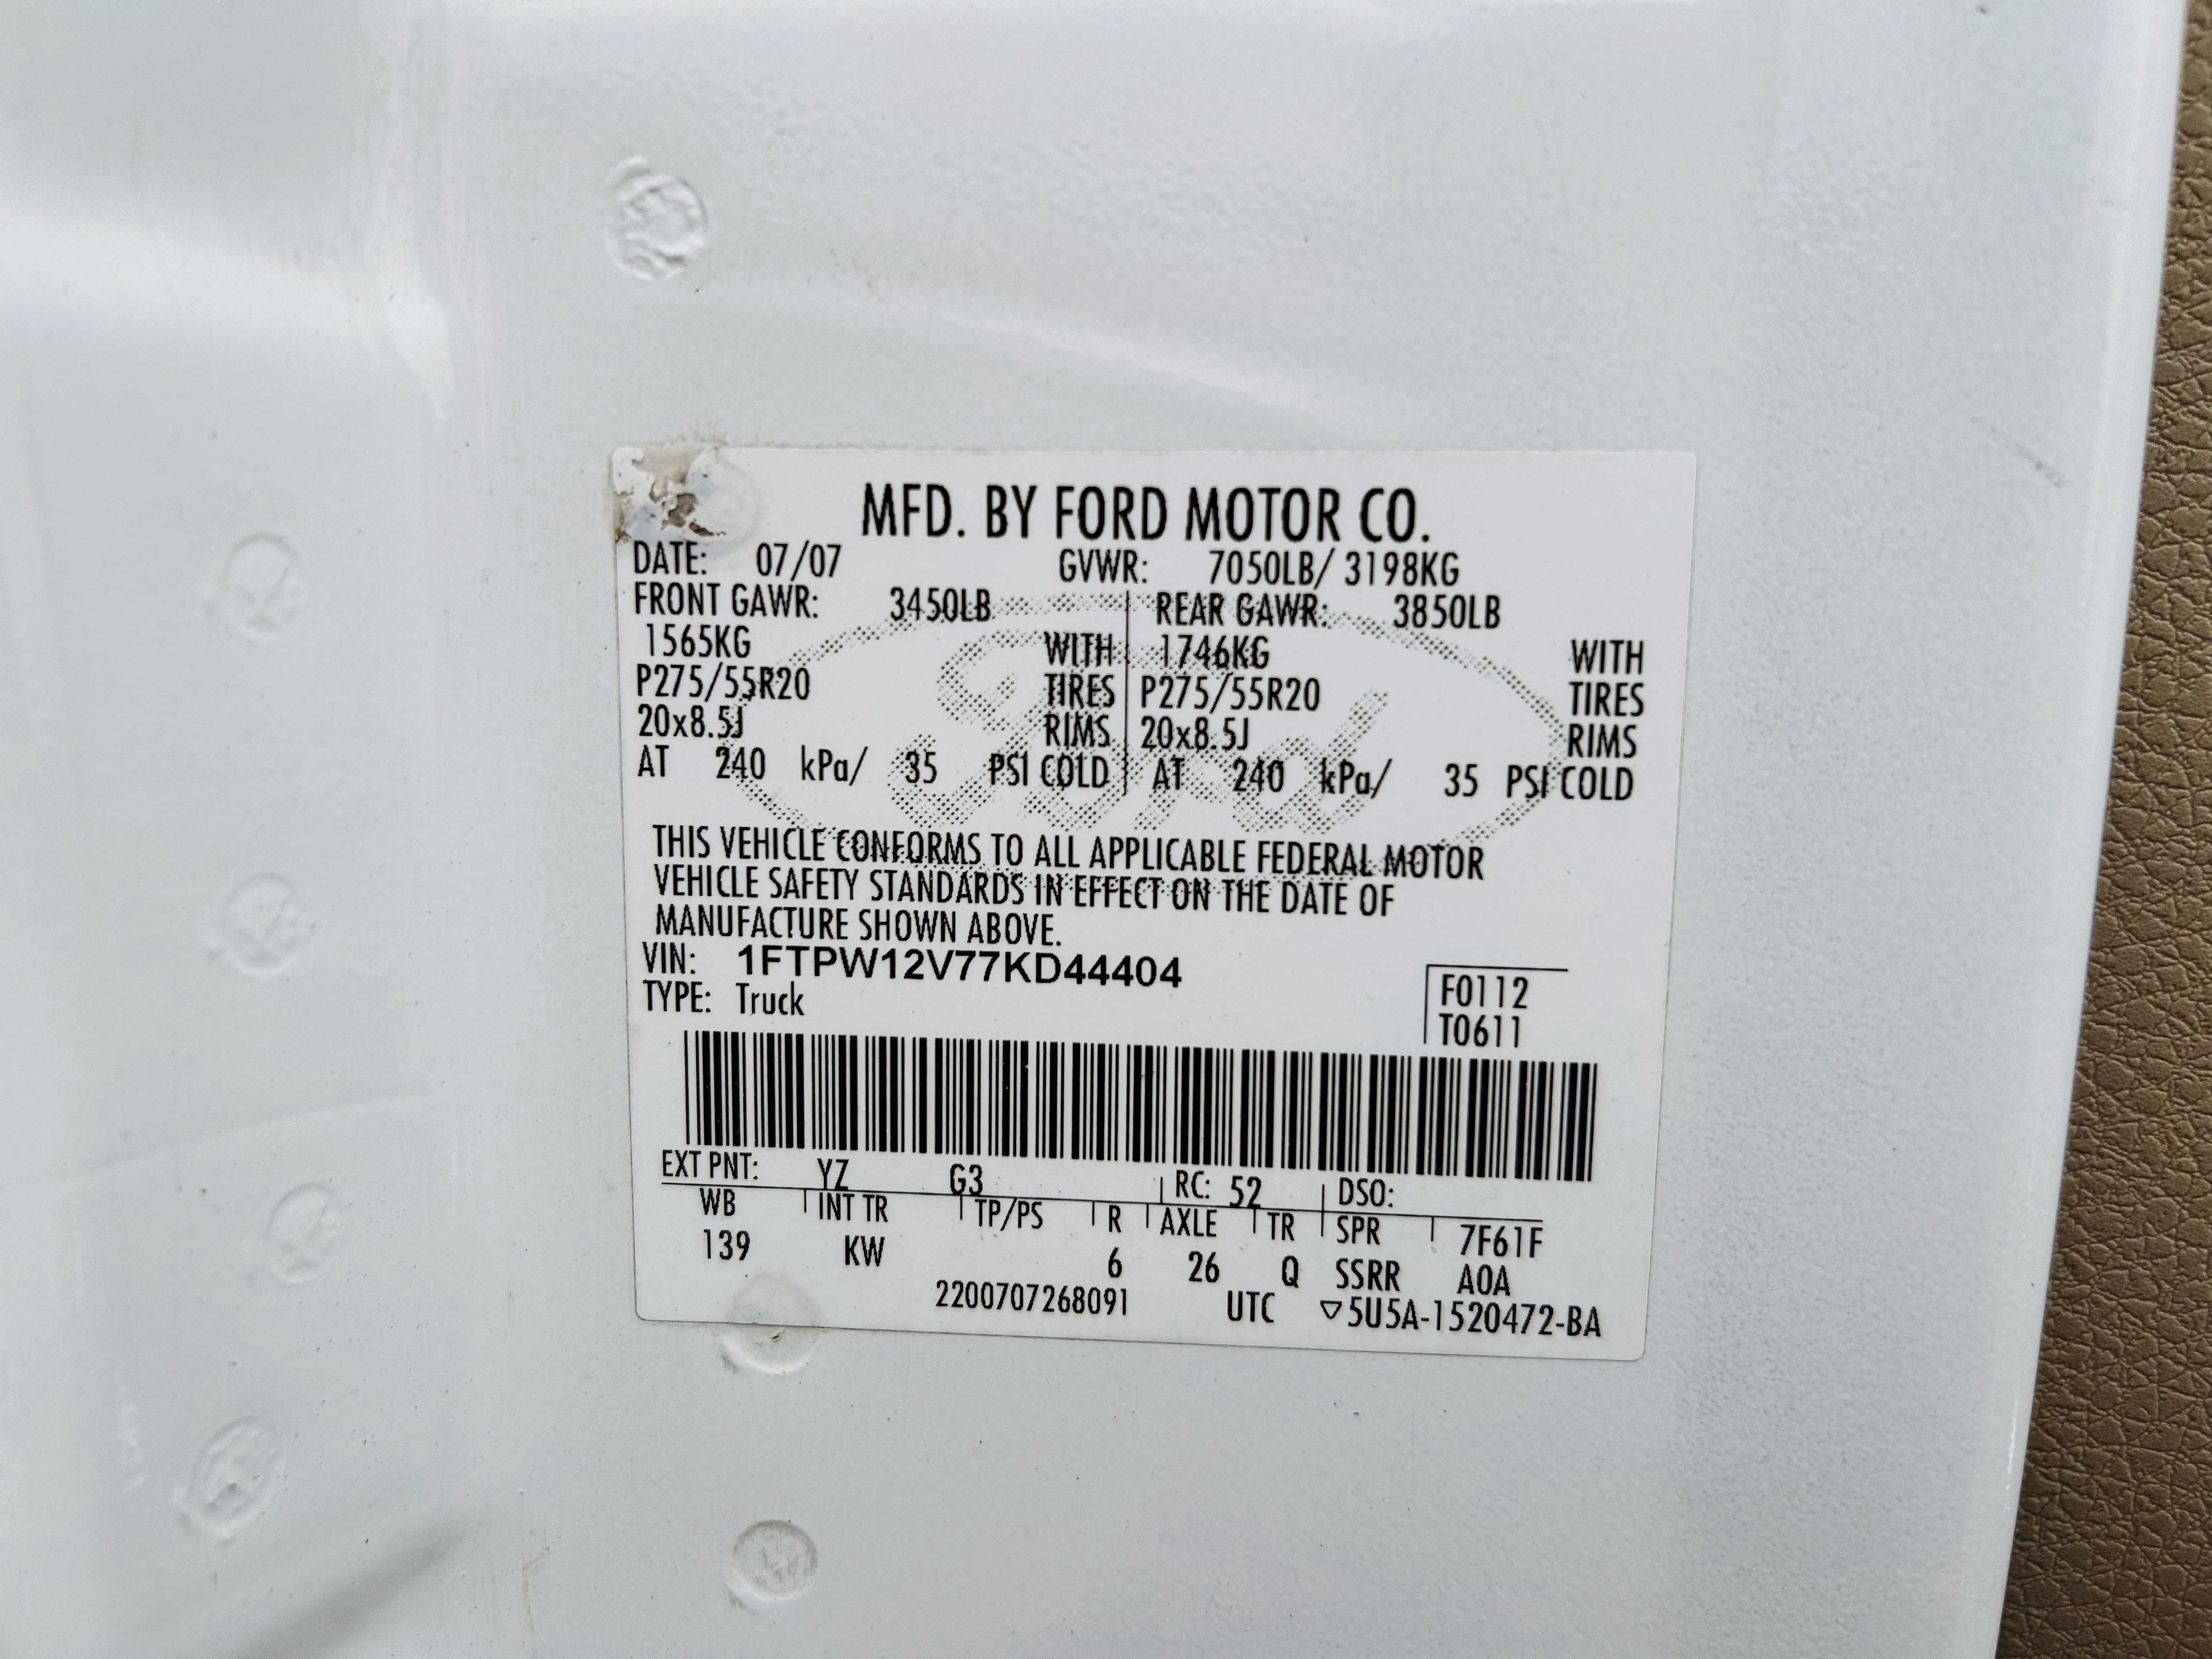 MFD. BY FORD MOTOR CO.
DATE: 07/07 GVWR: 7050LB/ 3198KG
FRONT GAWR: 3450LB REAR GAWR: 3850LB
1565KG WITH 1746KG WITH
P275/55R20 TIRES P275/55R20 TIRES
20x8.5J RIMS 20x8.5J RIMS
AT 240 kPa/ 35 PSI COLD AT 240 kPa/ 35 PSI COLD
Ford
THIS VEHICLE CONFORMS TO ALL APPLICABLE FEDERAL MOTOR
VEHICLE SAFETY STANDARDS IN EFFECT ON THE DATE OF
MANUFACTURE SHOWN ABOVE.
VIN: 1FTPW12V77KD44404
TYPE: Truck
F0112
T0611
EXT PNT: YZ G3 RC: 52 DSO:
WB INT TR TP/PS R AXLE TR SPR 7F61F
139 KW 6 26 Q SSRR A0A
2200707268091 UTC ▽5U5A-1520472-BA